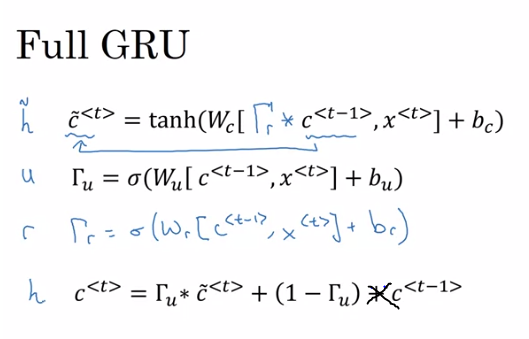 Full GRU
h̃ c̃<t> = tanh(Wc[ Γr * c<t−1>, x<t>] + bc)
u Γu = σ(Wu[ c<t−1>, x<t>] + bu)
r Γr = σ(Wr[ c<t−1>, x<t>] + br)
h c<t> = Γu * c̃<t> + (1 − Γu) * c<t−1>